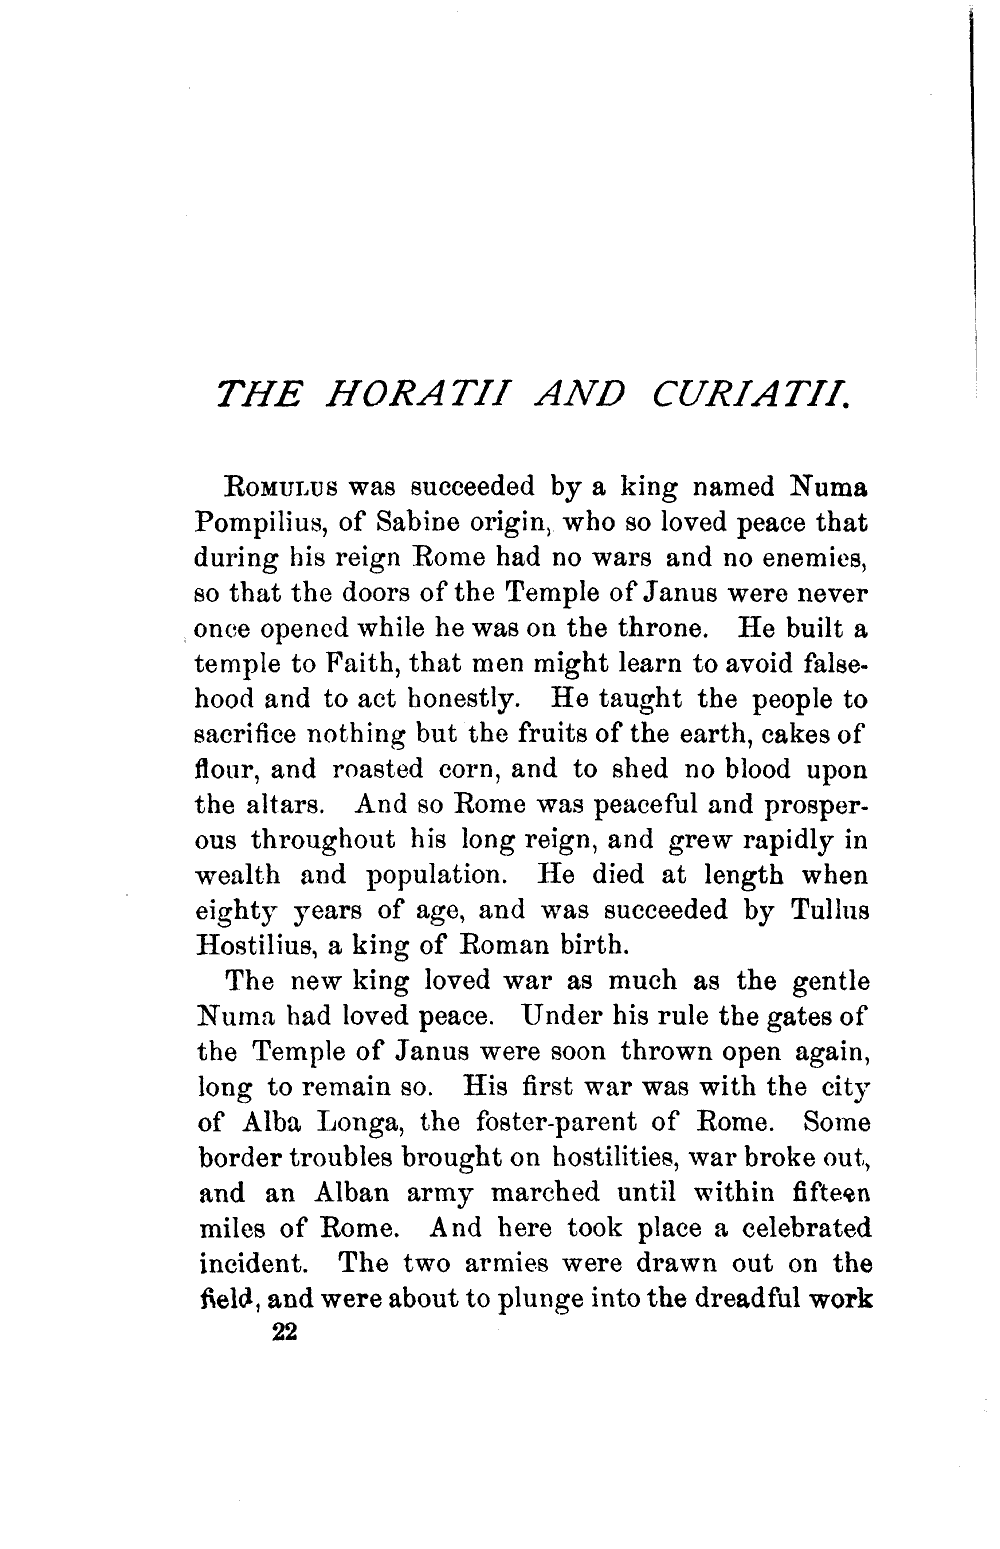 THE HORATII AND CURIATII.
ROMULUS was succeeded by a king named Numa
Pompilius, of Sabine origin, who so loved peace that
during his reign Rome had no wars and no enemies,
so that the doors of the Temple of Janus were never
once opened while he was on the throne. He built a
temple to Faith, that men might learn to avoid false-
hood and to act honestly. He taught the people to
sacrifice nothing but the fruits of the earth, cakes of
flour, and roasted corn, and to shed no blood upon
the altars. And so Rome was peaceful and prosper-
ous throughout his long reign, and grew rapidly in
wealth and population. He died at length when
eighty years of age, and was succeeded by Tullus
Hostilius, a king of Roman birth.
The new king loved war as much as the gentle
Numa had loved peace. Under his rule the gates of
the Temple of Janus were soon thrown open again,
long to remain so. His first war was with the city
of Alba Longa, the foster-parent of Rome. Some
border troubles brought on hostilities, war broke out,
and an Alban army marched until within fifteen
miles of Rome. And here took place a celebrated
incident. The two armies were drawn out on the
field, and were about to plunge into the dreadful work
22